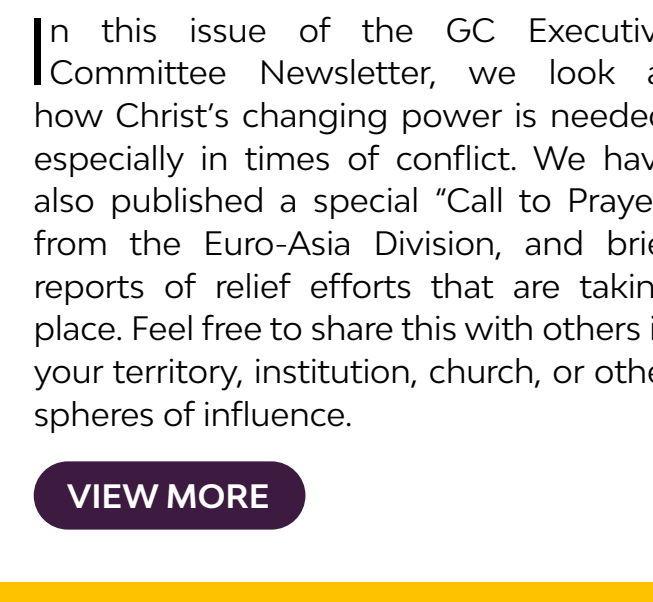 In this issue of the GC Executiv
Committee Newsletter, we look a
how Christ's changing power is needed
especially in times of conflict. We hav
also published a special “Call to Praye
from the Euro-Asia Division, and brie
reports of relief efforts that are takin
place. Feel free to share this with others i
your territory, institution, church, or othe
spheres of influence.
VIEW MORE